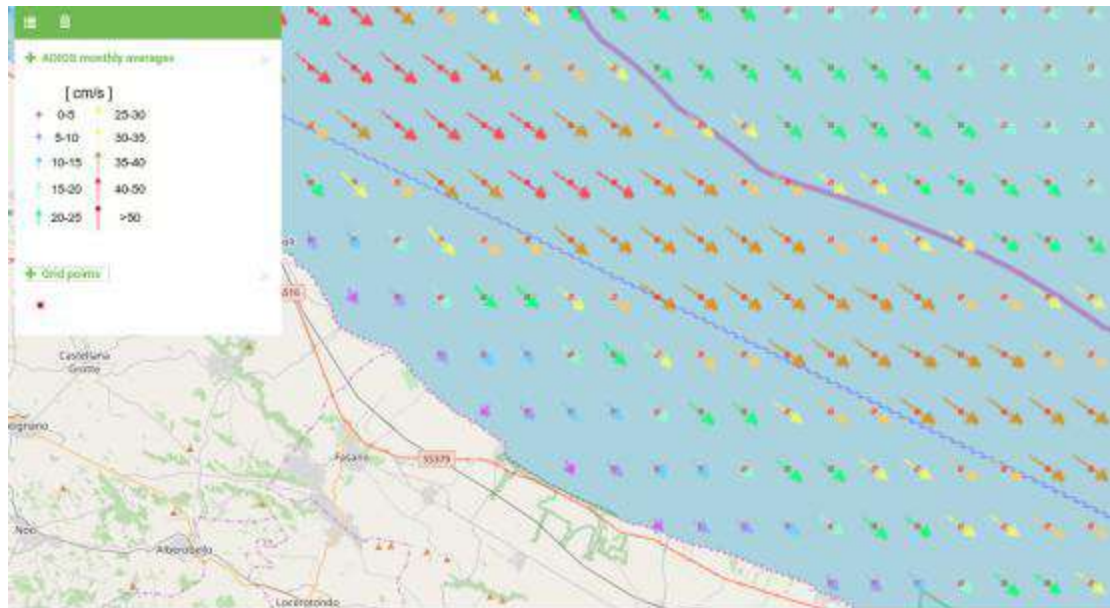 ADIOS monthly averages
[ cm/s ]
0-5 25-30
5-10 30-35
10-15 35-40
15-20 40-50
20-25 >50
Grid points
Castellana
Grotte
Fasano
SS379
Noci
Alberobello
Locorotondo